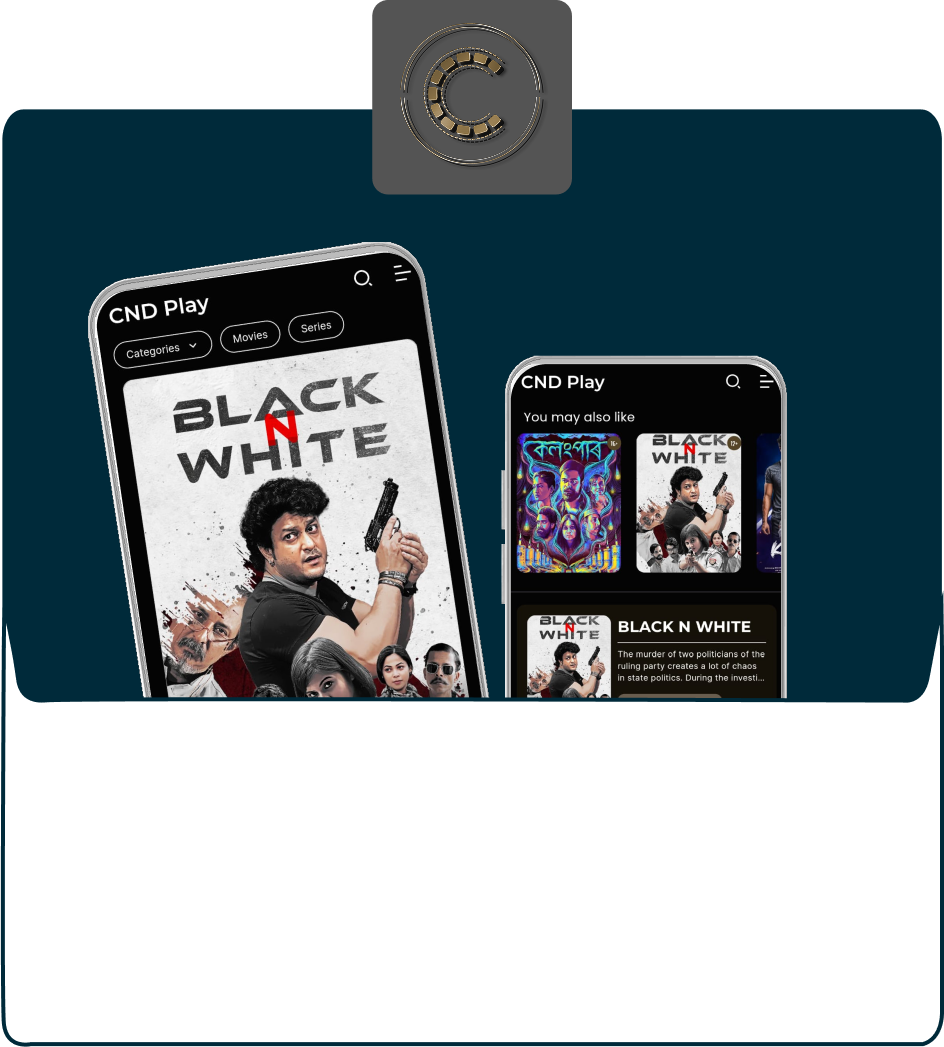 CND Play
Categories
Movies
Series
BLACK
N
WHITE
CND Play
You may also like
কেলংপাৰ
16+
BLACK
N
WHITE
17+
BLACK
N
WHITE
BLACK N WHITE
The murder of two politicians of the
ruling party creates a lot of chaos
in state politics. During the investi...